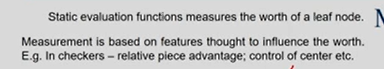 Static evaluation functions measures the worth of a leaf node.
Measurement is based on features thought to influence the worth.
E.g. In checkers – relative piece advantage; control of center etc.